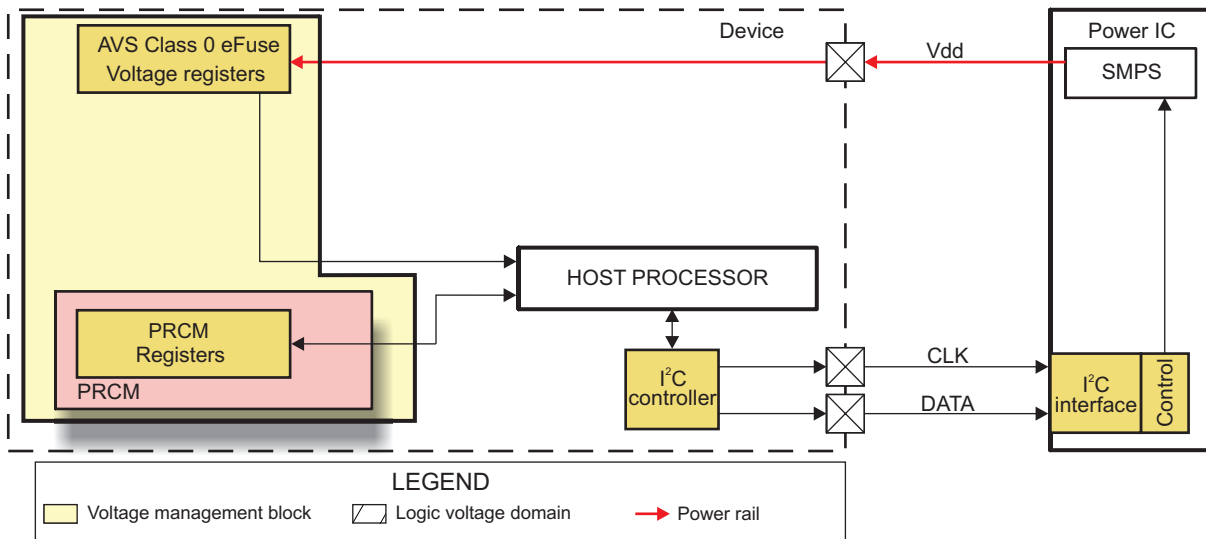 AVS Class 0 eFuse
Voltage registers
Device
Vdd
Power IC
SMPS
HOST PROCESSOR
PRCM
Registers
PRCM
I²C
controller
CLK
DATA
I²C
interface
Control
LEGEND
Voltage management block
Logic voltage domain
Power rail